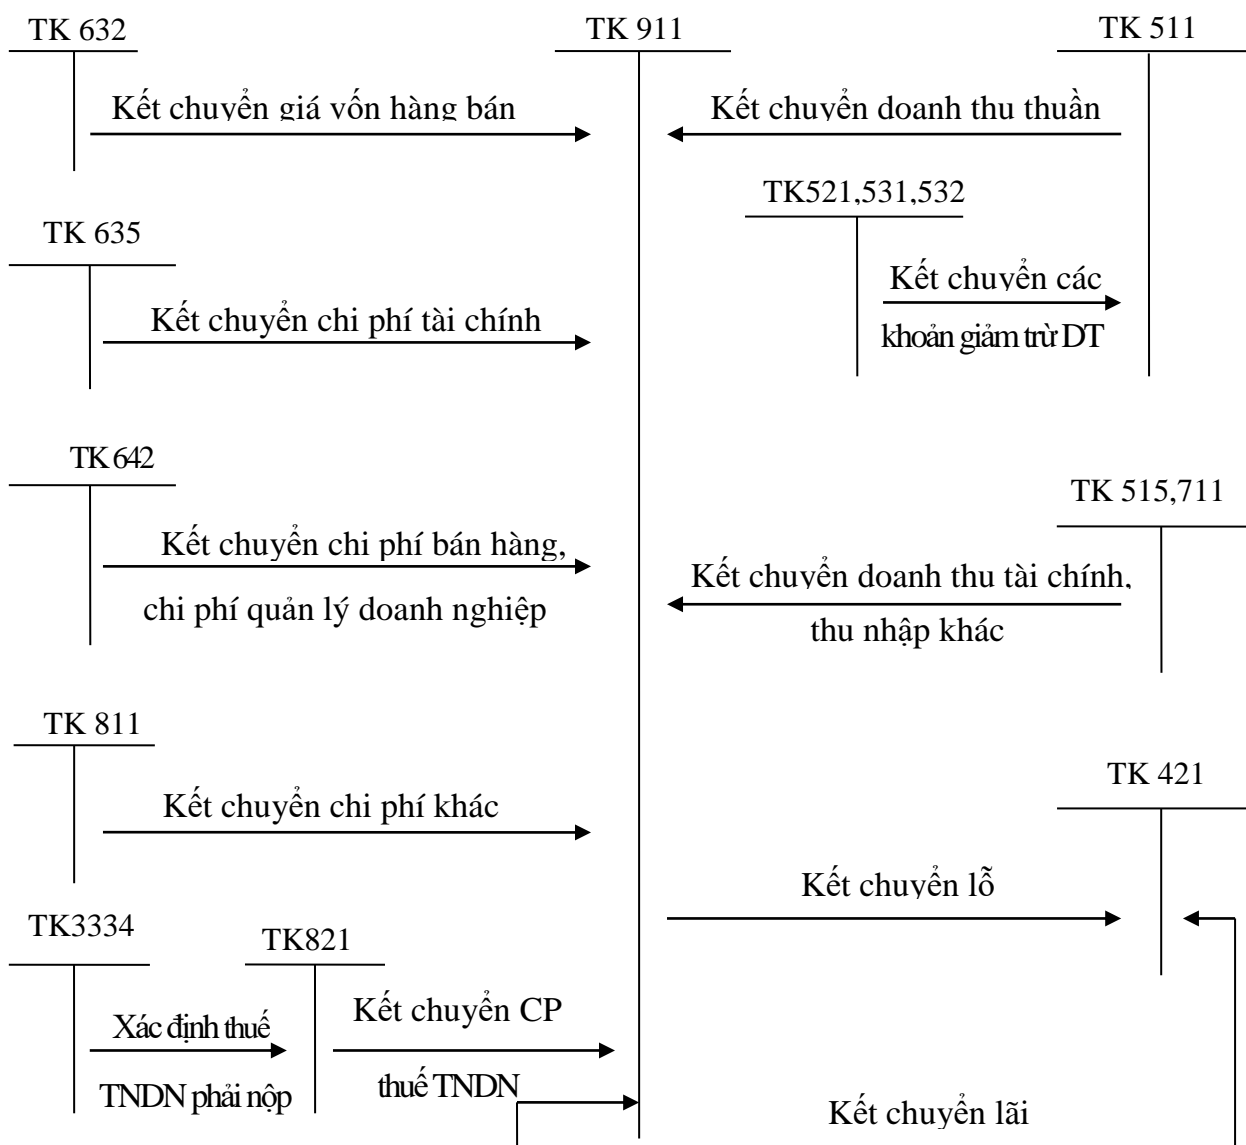 TK 632
TK 911
TK 511
Kết chuyển giá vốn hàng bán
Kết chuyển doanh thu thuần
TK521,531,532
TK 635
Kết chuyển các
khoản giảm trừ DT
Kết chuyển chi phí tài chính
TK 642
TK 515,711
Kết chuyển chi phí bán hàng,
chi phí quản lý doanh nghiệp
Kết chuyển doanh thu tài chính,
thu nhập khác
TK 811
TK 421
Kết chuyển chi phí khác
Kết chuyển lỗ
TK3334
TK821
Xác định thuế
TNDN phải nộp
Kết chuyển CP
thuế TNDN
Kết chuyển lãi